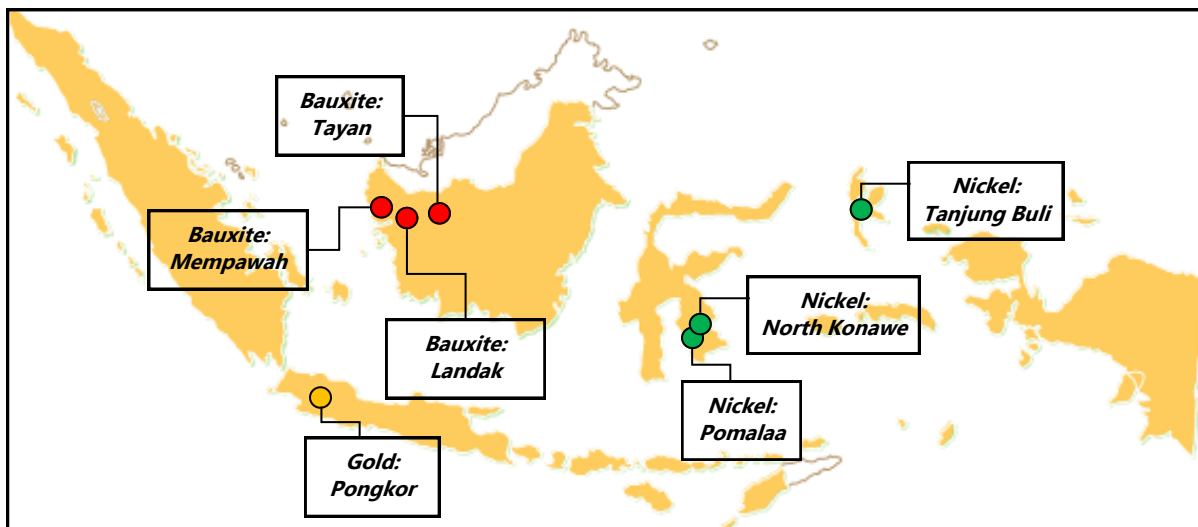 Bauxite:
Tayan
Nickel:
Tanjung Buli
Bauxite:
Mempawah
Nickel:
North Konawe
Bauxite:
Landak
Nickel:
Pomalaa
Gold:
Pongkor